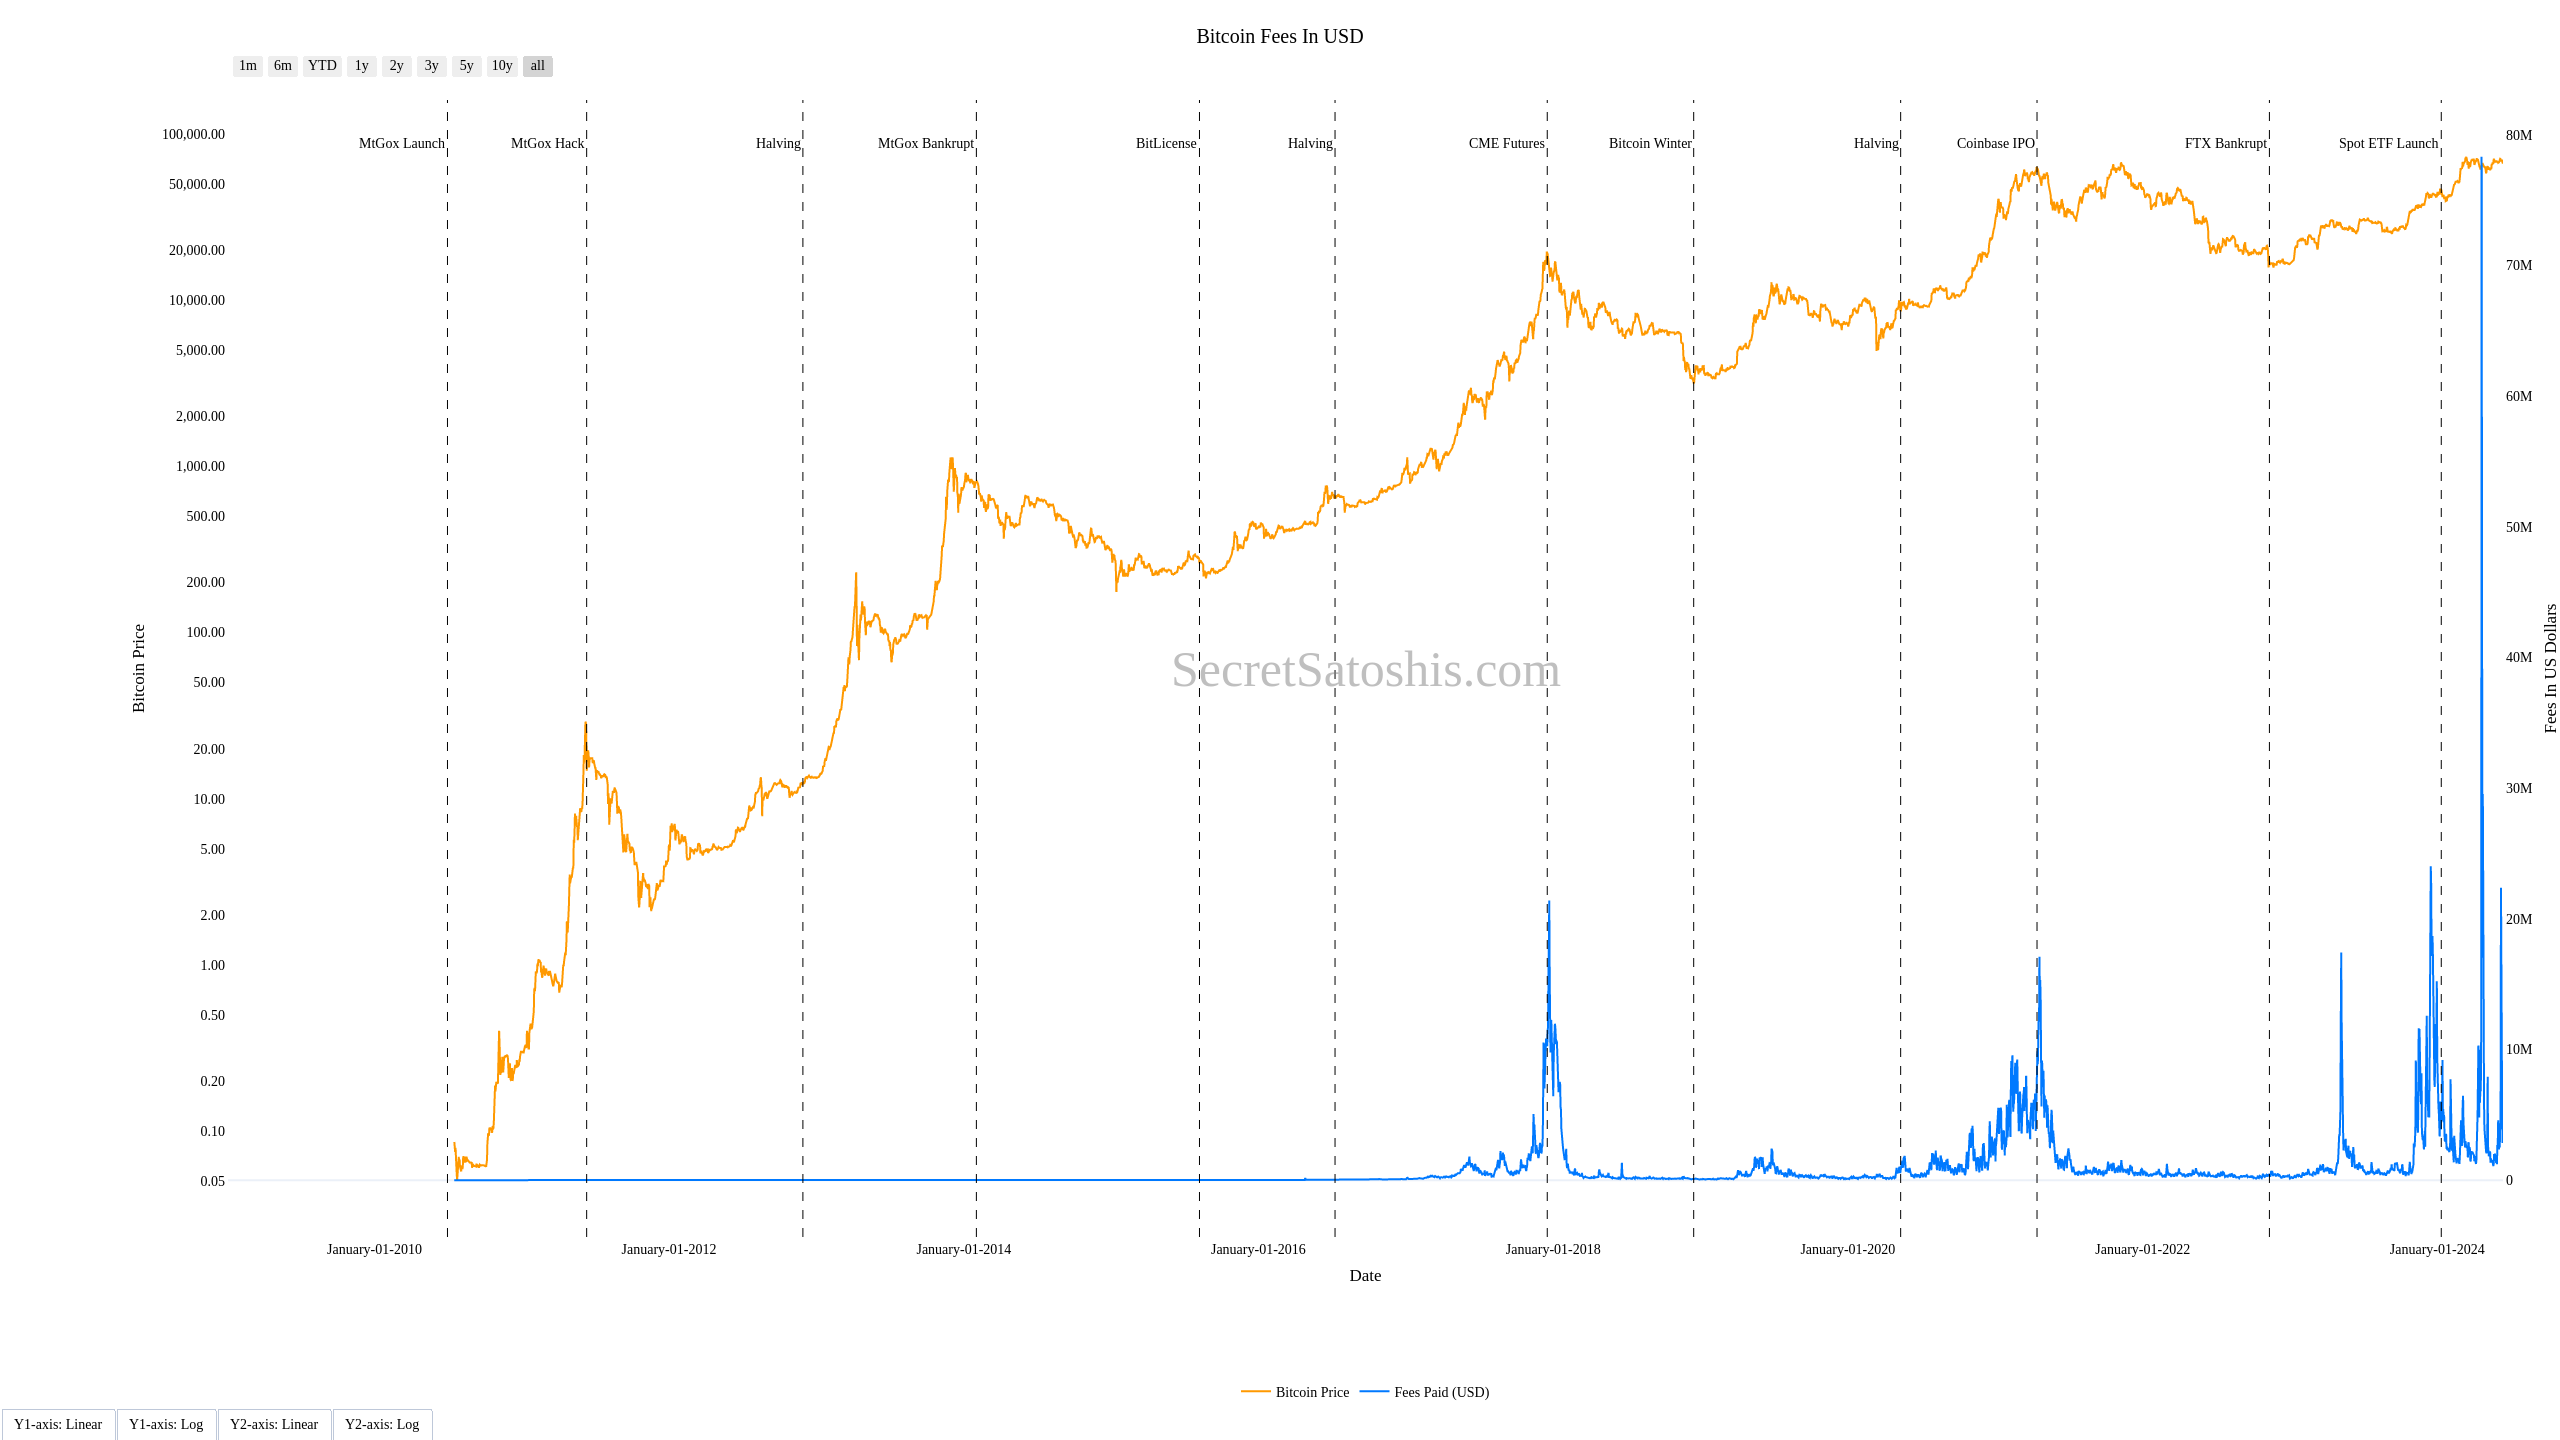 Bitcoin Fees In USD
1m 6m YTD 1y 2y 3y 5y 10y all
MtGox Launch MtGox Hack Halving MtGox Bankrupt BitLicense Halving CME Futures Bitcoin Winter Halving Coinbase IPO FTX Bankrupt Spot ETF Launch
100,000.00
50,000.00
20,000.00
10,000.00
5,000.00
2,000.00
1,000.00
500.00
200.00
100.00
50.00
20.00
10.00
5.00
2.00
1.00
0.50
0.20
0.10
0.05
Bitcoin Price
SecretSatoshis.com
80M
70M
60M
50M
40M
30M
20M
10M
0
Fees In US Dollars
January-01-2010 January-01-2012 January-01-2014 January-01-2016 January-01-2018 January-01-2020 January-01-2022 January-01-2024
Date
Bitcoin Price Fees Paid (USD)
Y1-axis: Linear Y1-axis: Log Y2-axis: Linear Y2-axis: Log